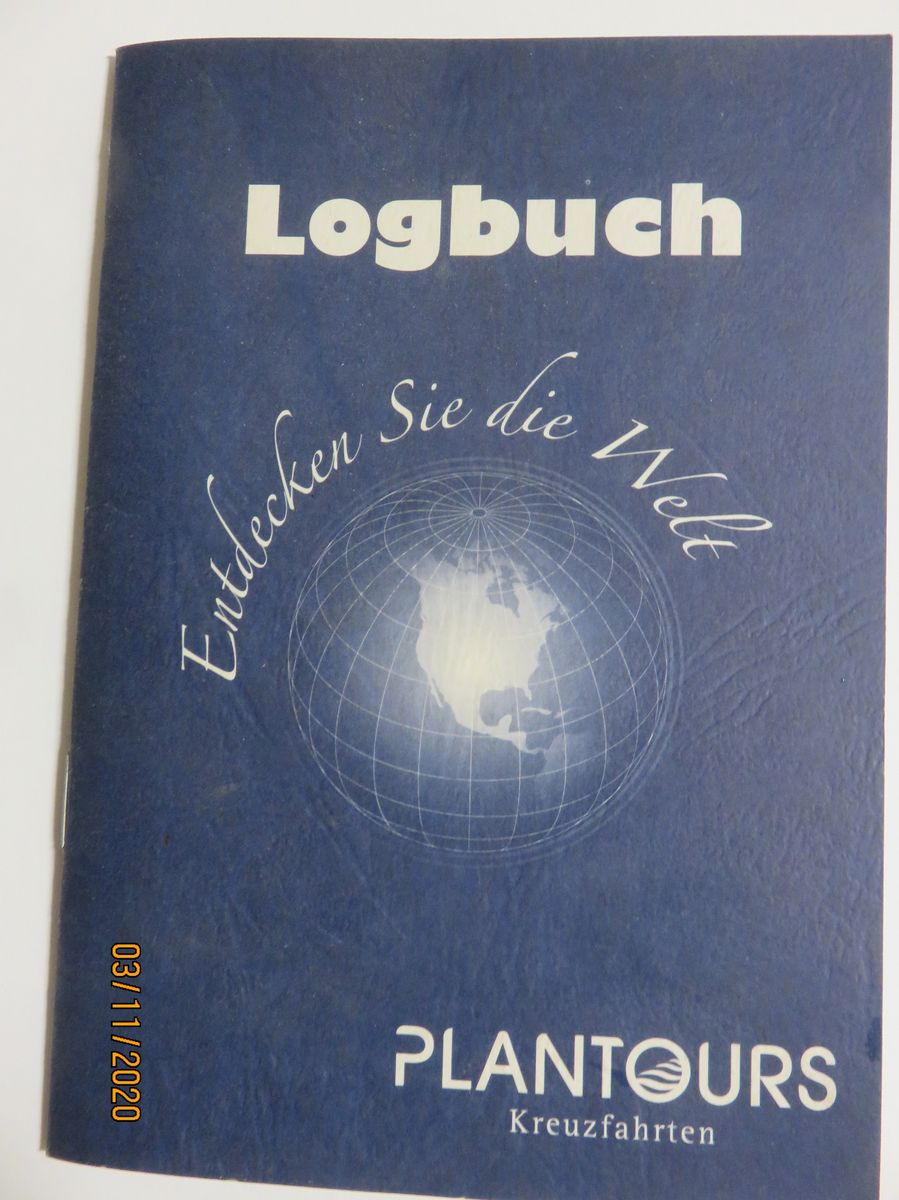 Logbuch
Entdecken Sie die Welt
PLANTOURS
Kreuzfahrten
03/11/2020